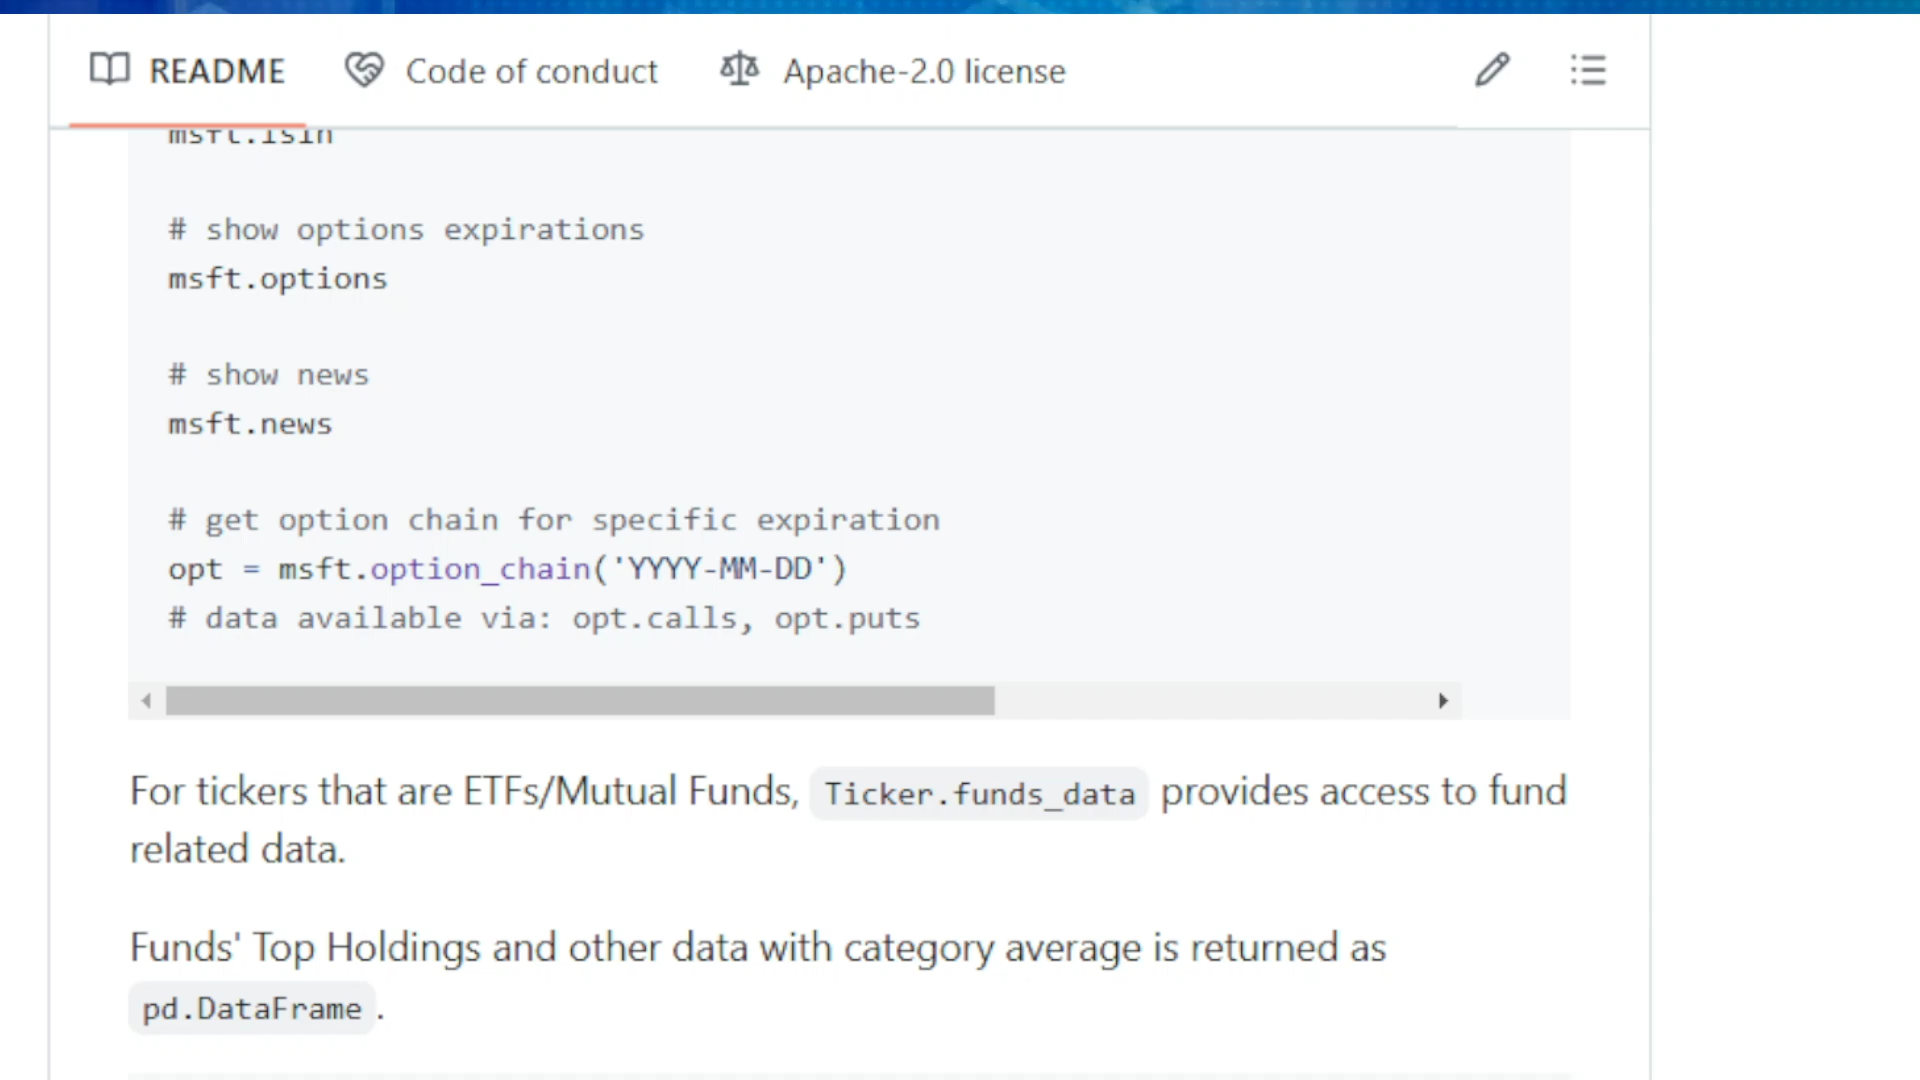 README Code of conduct Apache-2.0 license
msft.isin
# show options expirations
msft.options
# show news
msft.news
# get option chain for specific expiration
opt = msft.option_chain('YYYY-MM-DD')
# data available via: opt.calls, opt.puts
For tickers that are ETFs/Mutual Funds, Ticker.funds_data provides access to fund
related data.
Funds' Top Holdings and other data with category average is returned as
pd.DataFrame .